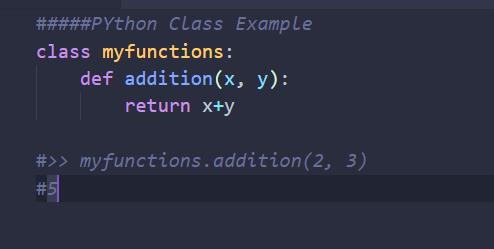 #####PYthon Class Example
class myfunctions:
    def addition(x, y):
        return x+y
#>> myfunctions.addition(2, 3)
#5